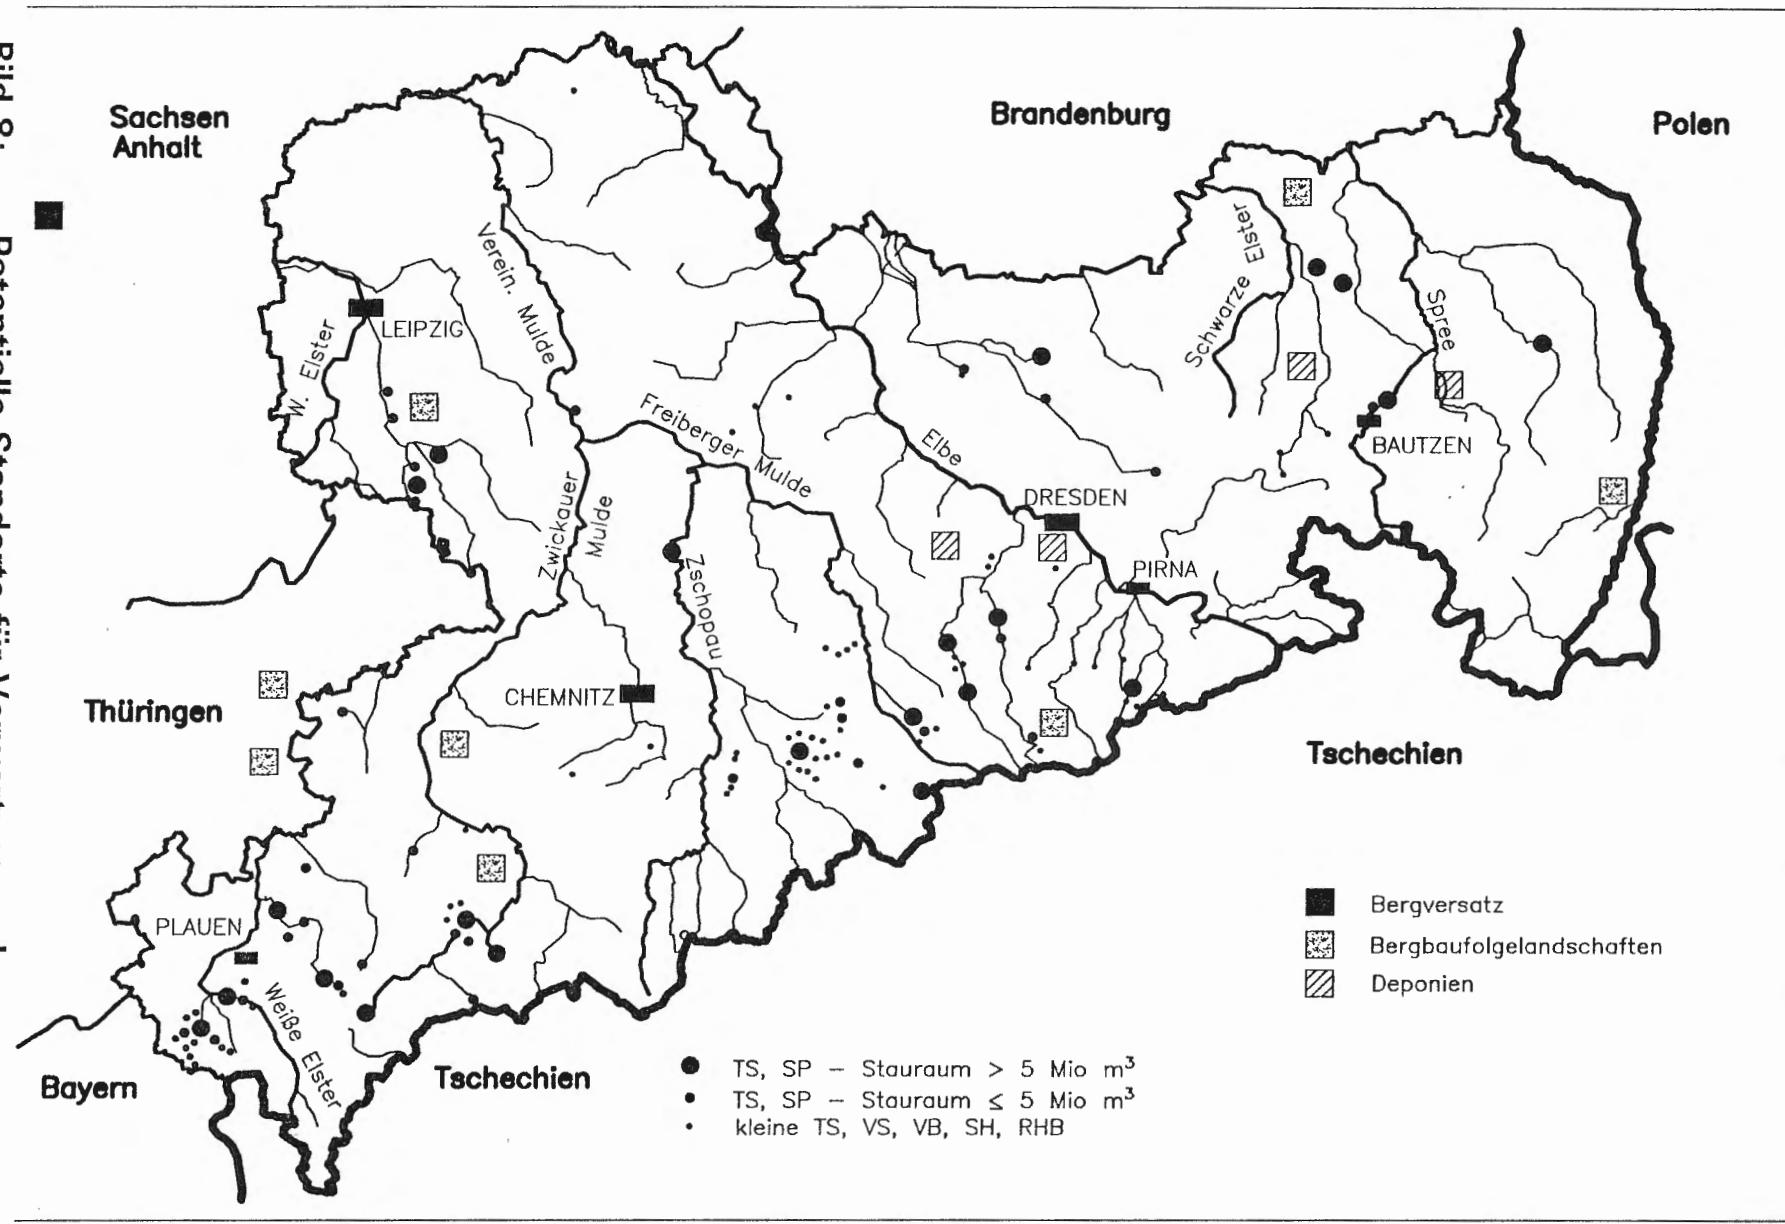 Sachsen
Anhalt
Brandenburg
Polen
Verein. Mulde
Schwarze Elster
Spree
W. Elster
LEIPZIG
Freiberger Mulde
Elbe
BAUTZEN
Zwickauer
Mulde
DRESDEN
PIRNA
Zschopau
Thüringen
CHEMNITZ
Tschechien
PLAUEN
Weiße Elster
Bayern
Tschechien
Bergversatz
Bergbaufolgelandschaften
Deponien
TS, SP – Stauraum > 5 Mio m³
TS, SP – Stauraum ≤ 5 Mio m³
kleine TS, VS, VB, SH, RHB